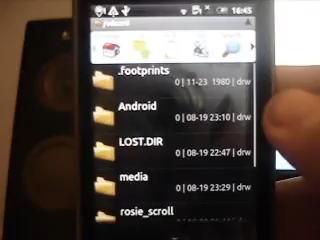 16:45
/sdcard
.footprints
0 | 11-23 1980 | drw
Android
0 | 08-19 23:10 | drw
LOST.DIR
0 | 08-19 22:47 | drw
media
0 | 08-19 23:29 | drw
rosie_scroll